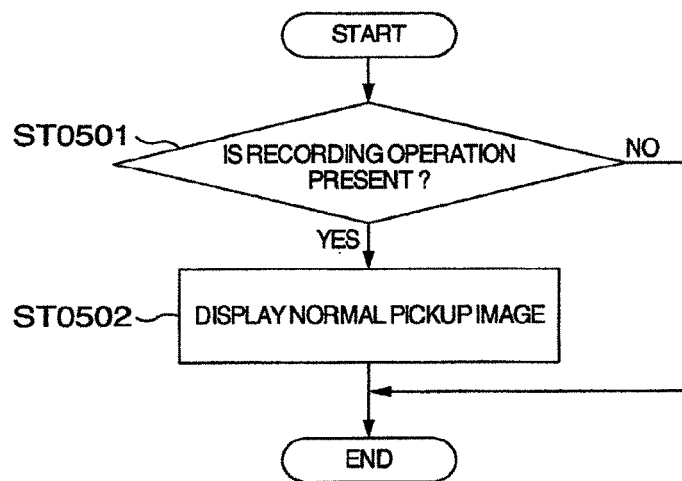 START
ST0501
IS RECORDING OPERATION
PRESENT ?
NO
YES
ST0502
DISPLAY NORMAL PICKUP IMAGE
END